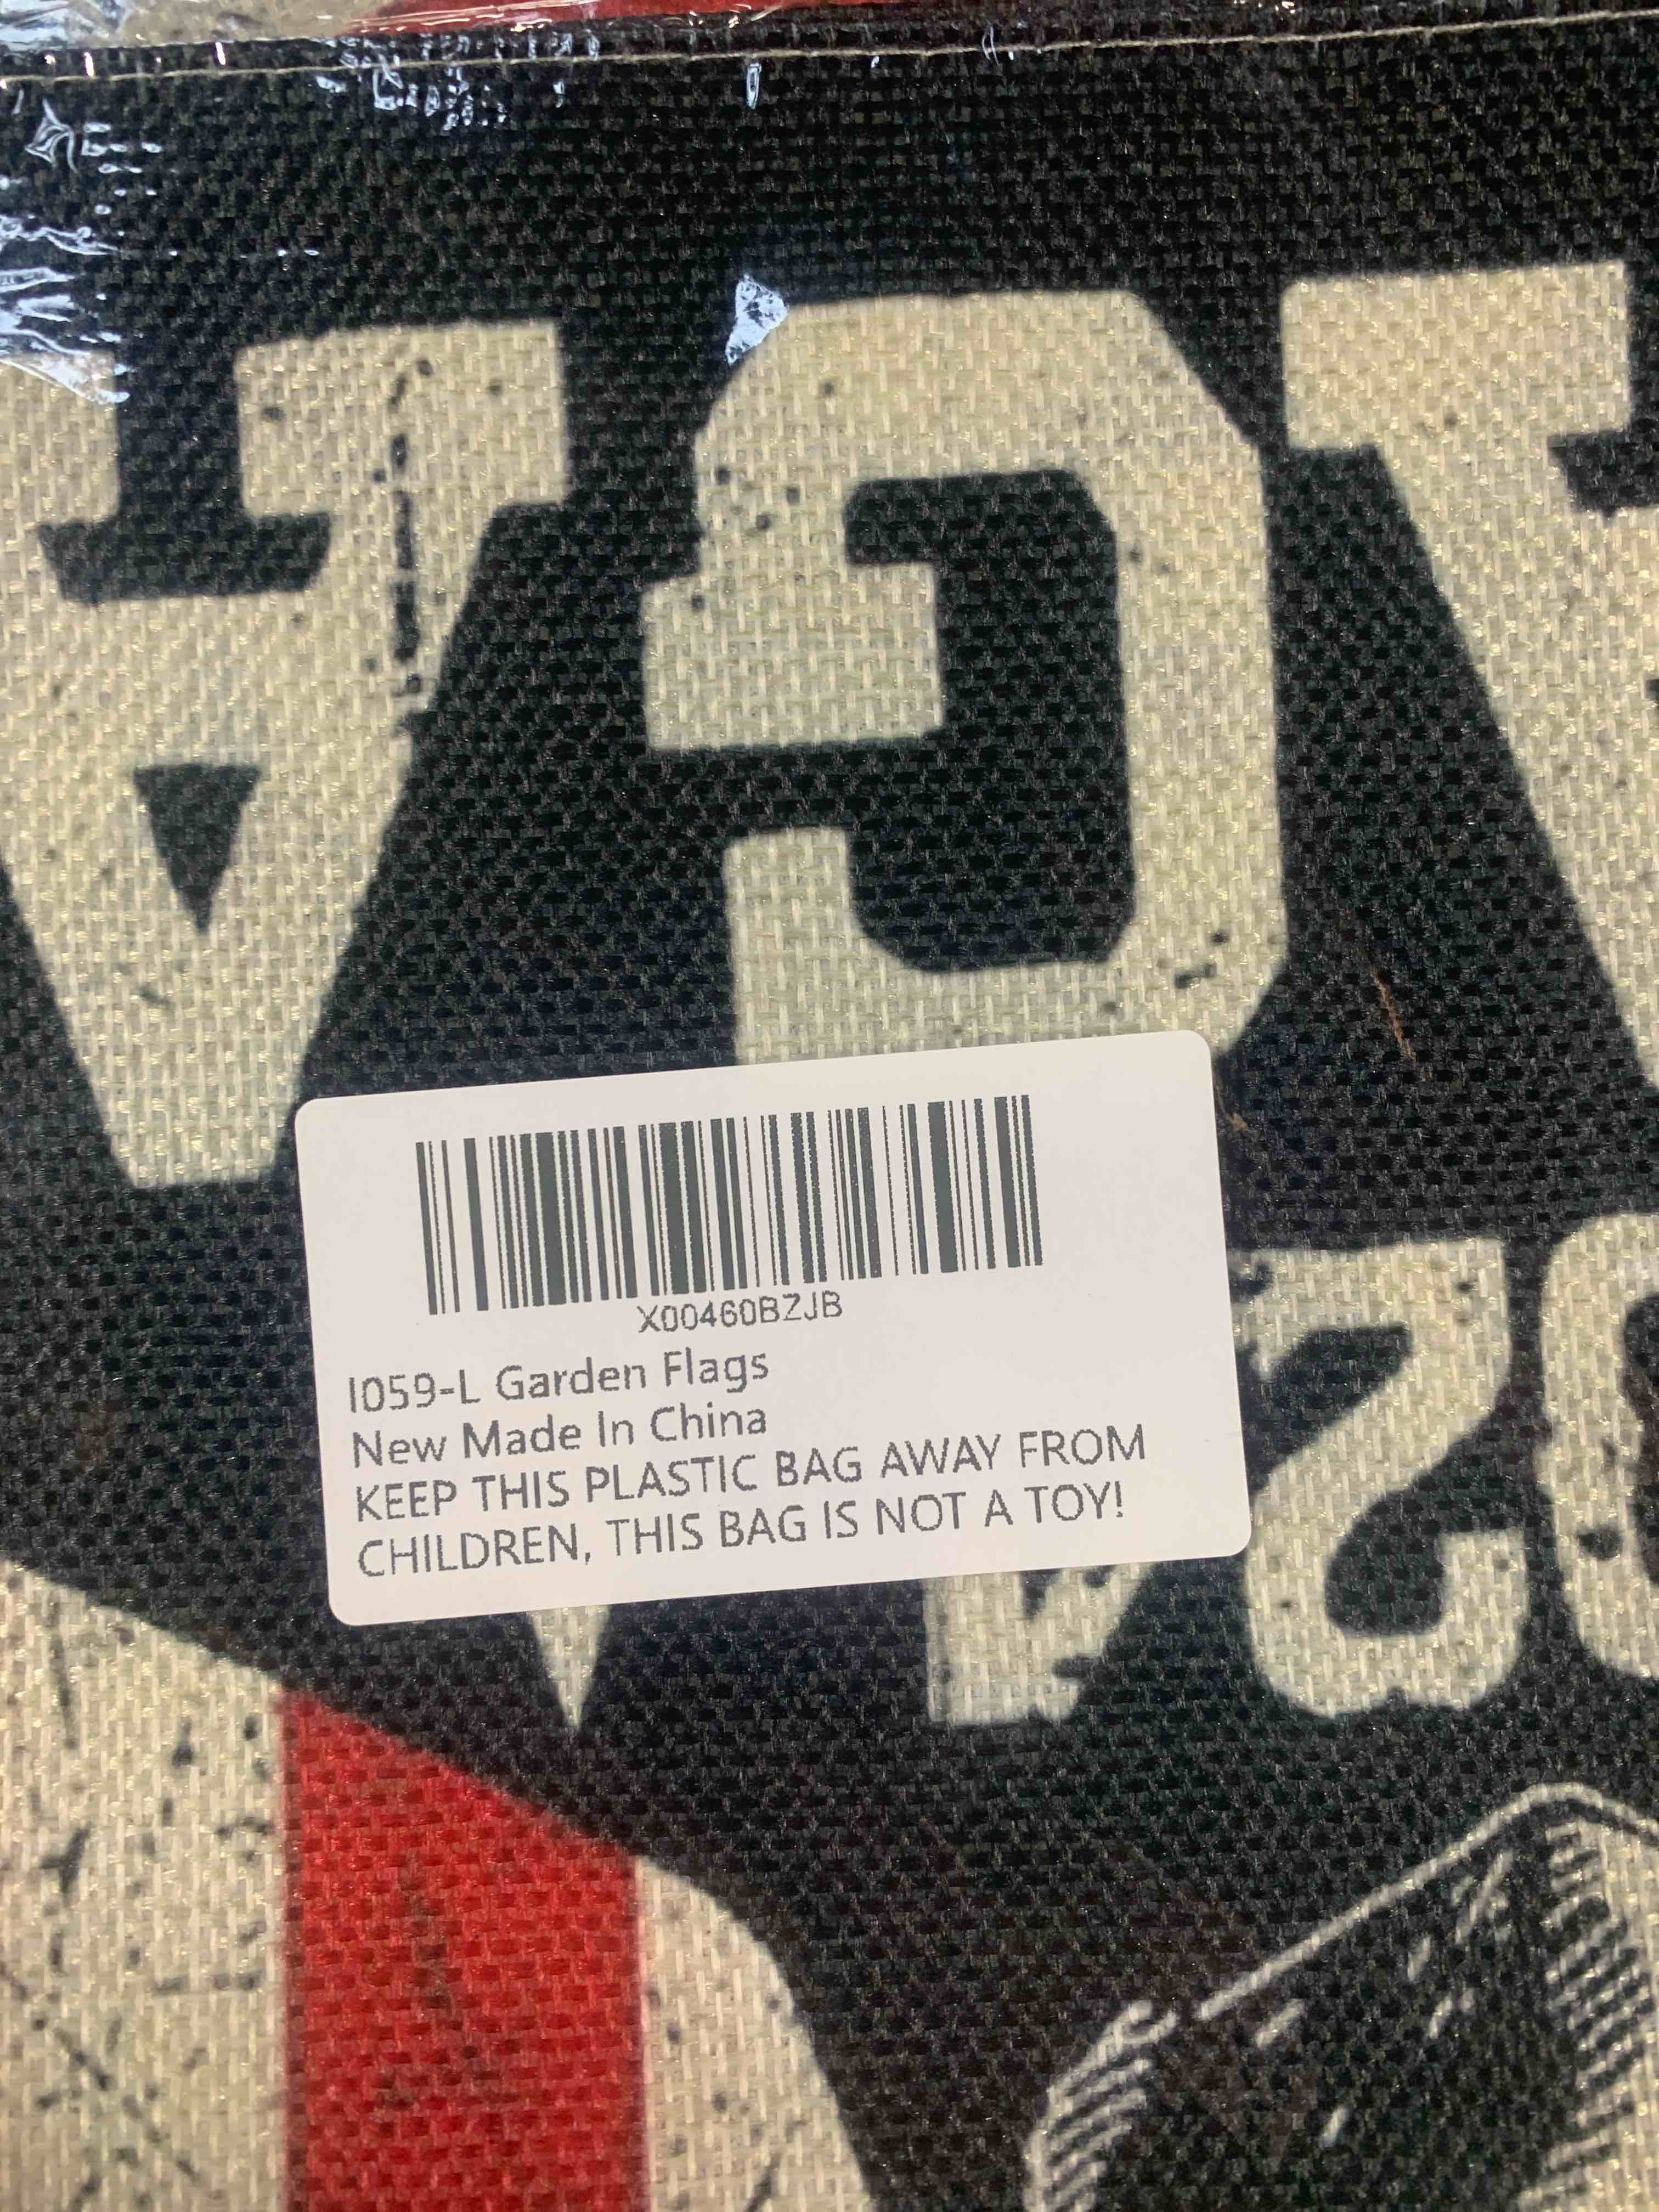 X00460BZJB
I059-L Garden Flags
New Made In China
KEEP THIS PLASTIC BAG AWAY FROM
CHILDREN, THIS BAG IS NOT A TOY!